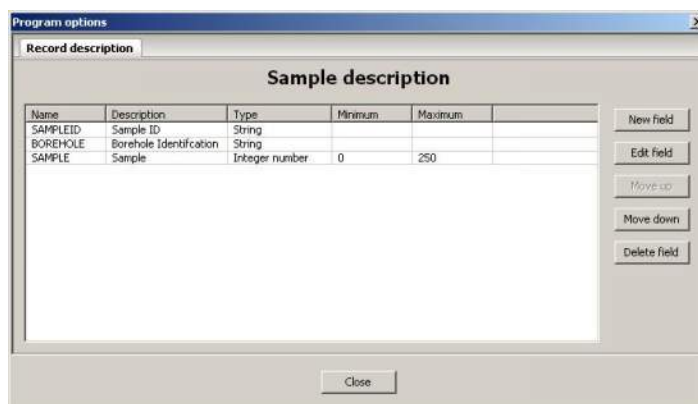 Program options
Record description
Sample description
Name Description Type Minimum Maximum
SAMPLEID Sample ID String
BOREHOLE Borehole Identifcation String
SAMPLE Sample Integer number 0 250
New field
Edit field
Move up
Move down
Delete field
Close